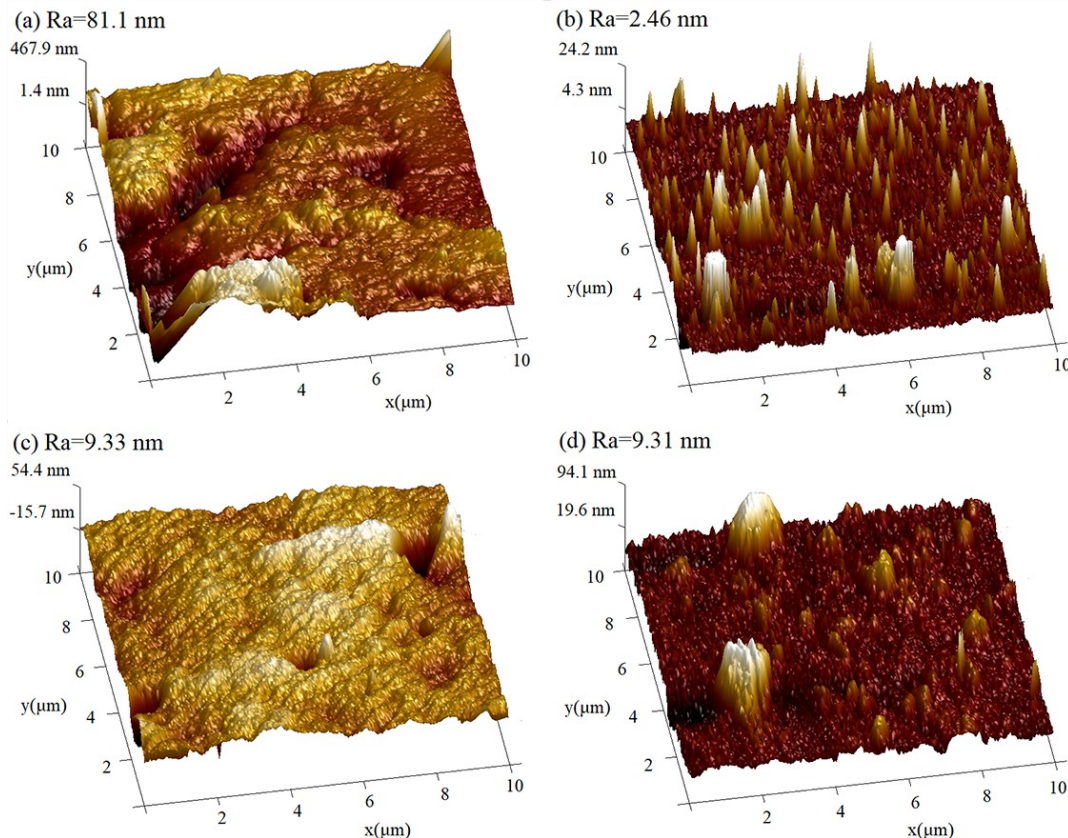 (a) Ra=81.1 nm
467.9 nm
1.4 nm
10
8
6
y(μm)
4
2
2
4
6
8
10
x(μm)
(b) Ra=2.46 nm
24.2 nm
4.3 nm
10
8
6
y(μm)
4
2
2
4
6
8
10
x(μm)
(c) Ra=9.33 nm
54.4 nm
-15.7 nm
10
8
6
y(μm)
4
2
2
4
6
8
10
x(μm)
(d) Ra=9.31 nm
94.1 nm
19.6 nm
10
8
6
y(μm)
4
2
2
4
6
8
10
x(μm)